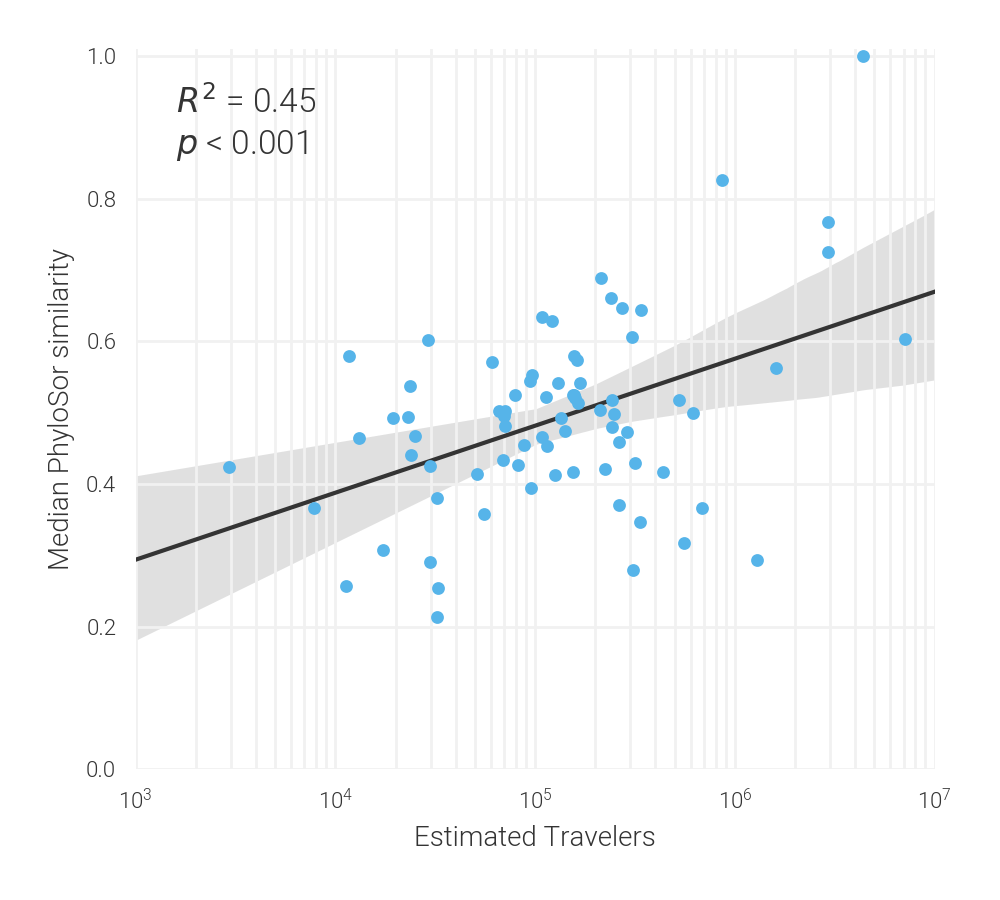 R² = 0.45
p < 0.001
Median PhyloSor similarity
1.0
0.8
0.6
0.4
0.2
0.0
10³ 10⁴ 10⁵ 10⁶ 10⁷
Estimated Travelers